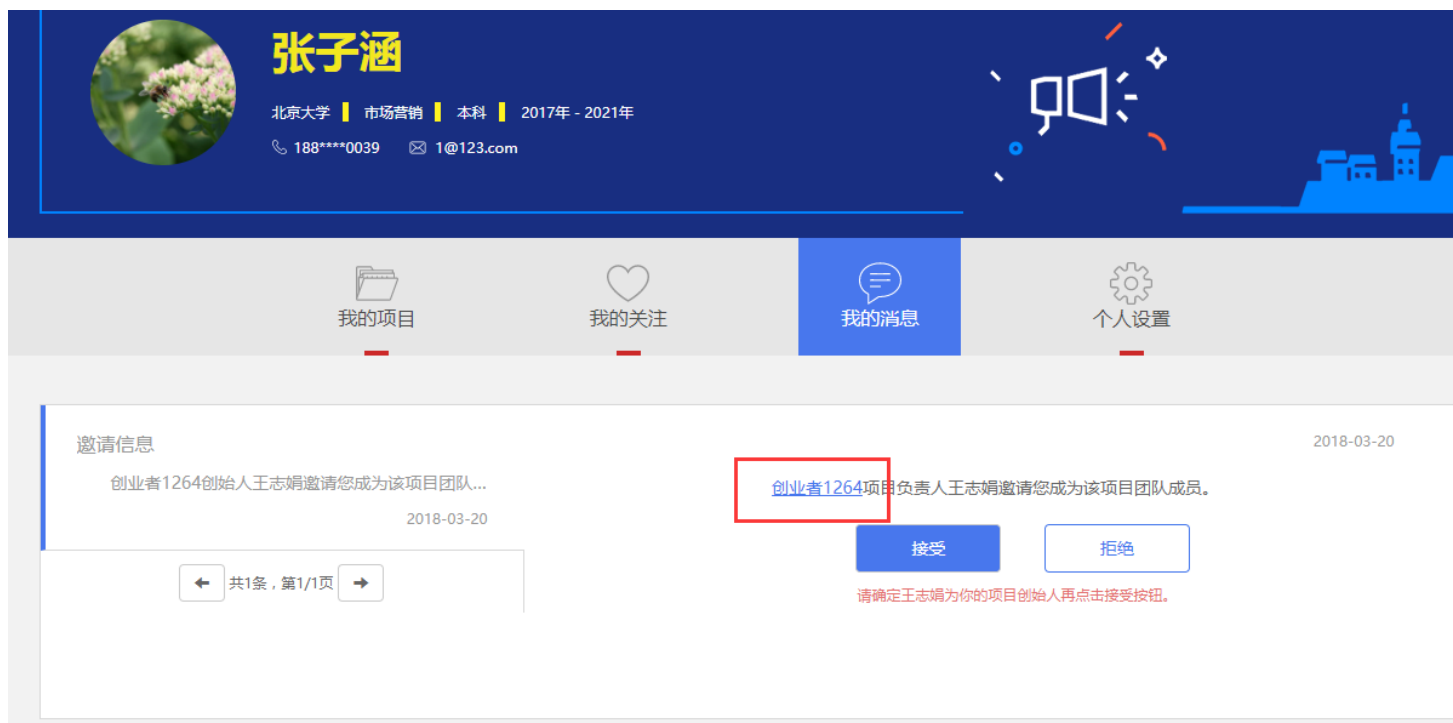 张子涵
北京大学 市场营销 本科 2017年 - 2021年
188****0039 1@123.com
我的项目 我的关注 我的消息 个人设置
邀请信息
创业者1264创始人王志娟邀请您成为该项目团队...
2018-03-20
共1条，第1/1页
2018-03-20
创业者1264项目负责人王志娟邀请您成为该项目团队成员。
接受 拒绝
请确定王志娟为你的项目创始人再点击接受按钮。